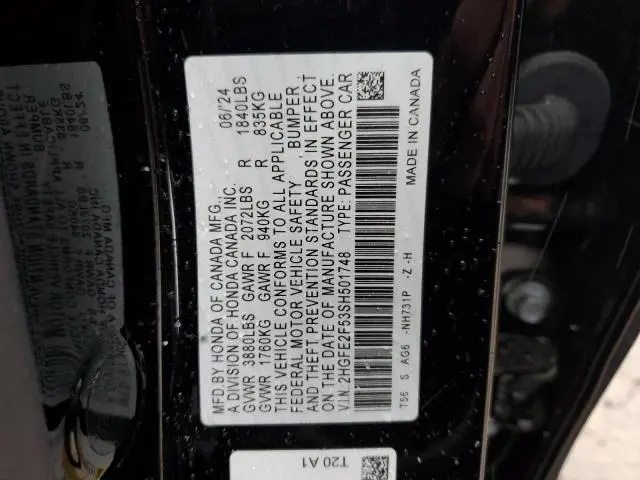 MFD. BY HONDA OF CANADA MFG., 06/'24
A DIVISION OF HONDA CANADA INC.
GVWR 3880LBS GAWR F 2072LBS R 1840LBS
GVWR 1760KG GAWR F 940KG R 835KG
THIS VEHICLE CONFORMS TO ALL APPLICABLE
FEDERAL MOTOR VEHICLE SAFETY , BUMPER ,
AND THEFT PREVENTION STANDARDS IN EFFECT
ON THE DATE OF MANUFACTURE SHOWN ABOVE.
V.I.N.: 2HGFE2F53SH501748 TYPE: PASSENGER CAR
T56 S AG6 -NH731P -Z -H MADE IN CANADA
T20 A1